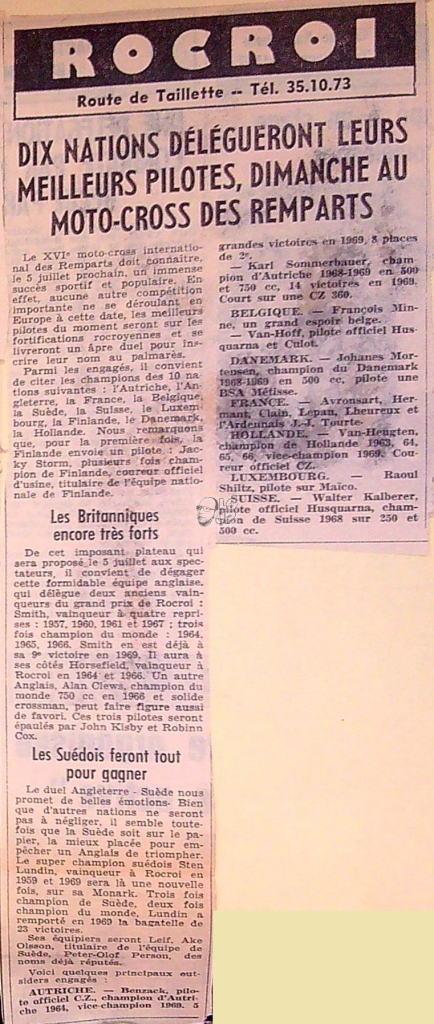 ROCROI
Route de Taillette -- Tél. 35.10.73
DIX NATIONS DÉLÉGUERONT LEURS
MEILLEURS PILOTES, DIMANCHE AU
MOTO-CROSS DES REMPARTS
Le XVIe moto-cross internatio-
nal des Remparts doit connaître,
le 5 juillet prochain, un immense
succès sportif et populaire. En
effet, aucune autre compétition
importante ne se déroulant en
Europe à cette date, les meilleurs
pilotes du moment seront sur les
fortifications rocroyennes et se
livreront un âpre duel pour ins-
crire leur nom au palmarès.
Parmi les engagés, il convient
de citer les champions des 10 na-
tions suivantes : l'Autriche, l'An-
gleterre, la France, la Belgique,
la Suède, la Suisse, le Luxem-
bourg, la Finlande, le Danemark,
la Hollande. Nous remarquons
que, pour la première fois, la
Finlande envoie un pilote : Jac-
ky Storm, plusieurs fois cham-
pion de Finlande, coureur officiel
d'usine, titulaire de l'équipe natio-
nale de Finlande.
Les Britanniques
encore très forts
De cet imposant plateau qui
sera proposé le 5 juillet aux spec-
tateurs, il convient de dégager
cette formidable équipe anglaise,
qui délègue deux anciens vain-
queurs du grand prix de Rocroi :
Smith, vainqueur à quatre repri-
ses : 1957, 1960, 1961 et 1967 ; trois
fois champion du monde : 1964,
1965, 1966. Smith en est déjà à
sa 9e victoire en 1969. Il aura à
ses côtés Horsefield, vainqueur à
Rocroi en 1964 et 1966. Un autre
Anglais, Alan Clews, champion du
monde 750 cc en 1966 et solide
crossman, peut faire figure aussi
de favori. Ces trois pilotes seront
épaulés par John Kisby et Robinn
Cox.
Les Suédois feront tout
pour gagner
Le duel Angleterre - Suède nous
promet de belles émotions. Bien
que d'autres nations ne seront
pas à négliger, il semble toute-
fois que la Suède soit sur le pa-
pier, la mieux placée pour em-
pêcher un Anglais de triompher.
Le super champion suédois Sten
Lundin, vainqueur à Rocroi en
1959 et 1969 sera là une nouvelle
fois, sur sa Monark. Trois fois
champion de Suède, deux fois
champion du monde, Lundin a
remporté en 1969 la bagatelle de
23 victoires.
Ses équipiers seront Leif, Ake
Olsson, titulaire de l'équipe de
Suède, Peter-Olof Person, des
noms déjà réputés.
Voici quelques principaux out-
siders engagés :
AUTRICHE. — Benzack, pilo-
te officiel C.Z., champion d'Autri-
che 1964, vice-champion 1969, 5
grandes victoires en 1969, 8 places
de 2e.
— Karl Sommerbauer, cham-
pion d'Autriche 1968-1969 en 500
et 750 cc, 14 victoires en 1969.
Court sur une CZ 360.
BELGIQUE. — François Min-
ne, un grand espoir belge.
— Van-Hoff, pilote officiel Hus-
quarna et Culot.
DANEMARK. — Johanes Mor-
tensen, champion du Danemark
1968-1969 en 500 cc, pilote une
BSA Métisse.
FRANCE. — Avronsart, Her-
mant, Clain, Lepan, Lheureux et
l'Ardennais J.-J. Tourte.
HOLLANDE. — Van-Heugten,
champion de Hollande 1963, 64,
65, 66, vice-champion 1969. Cou-
reur officiel CZ.
LUXEMBOURG. — Raoul
Shiltz, pilote sur Maico.
SUISSE. — Walter Kalberer,
pilote officiel Husquarna, cham-
pion de Suisse 1968 sur 250 et
500 cc.